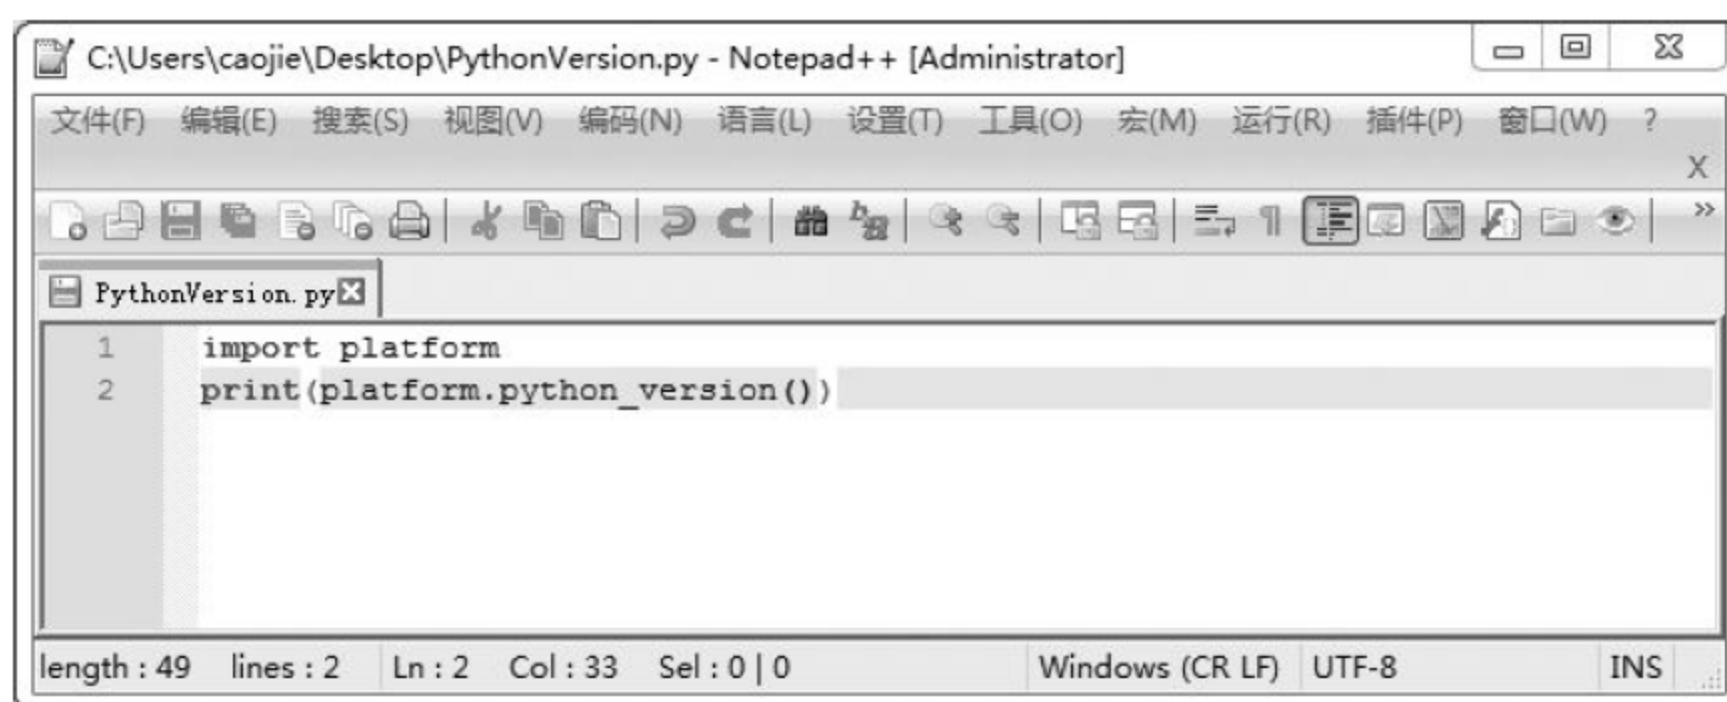 C:\Users\caojie\Desktop\PythonVersion.py - Notepad++ [Administrator]
文件(F) 编辑(E) 搜索(S) 视图(V) 编码(N) 语言(L) 设置(T) 工具(O) 宏(M) 运行(R) 插件(P) 窗口(W) ?
X
PythonVersion.py
1 import platform
2 print(platform.python_version())
length : 49 lines : 2 Ln : 2 Col : 33 Sel : 0 | 0 Windows (CR LF) UTF-8 INS